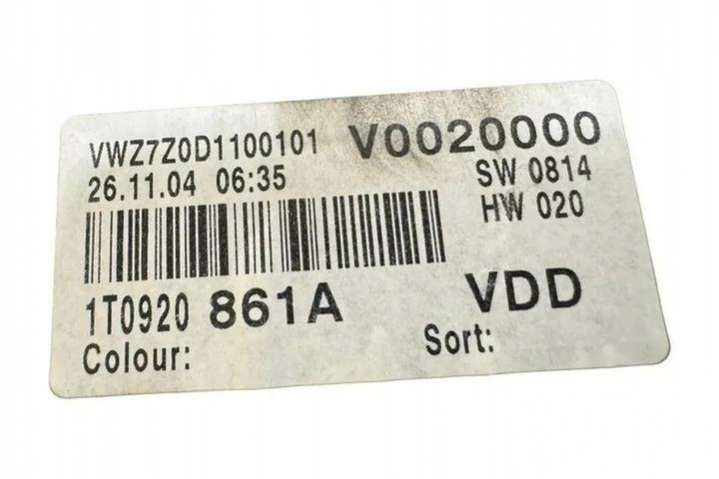 VWZ7Z0D1100101 V0020000
26.11.04 06:35 SW 0814
HW 020
1T0920 861A VDD
Colour: Sort: